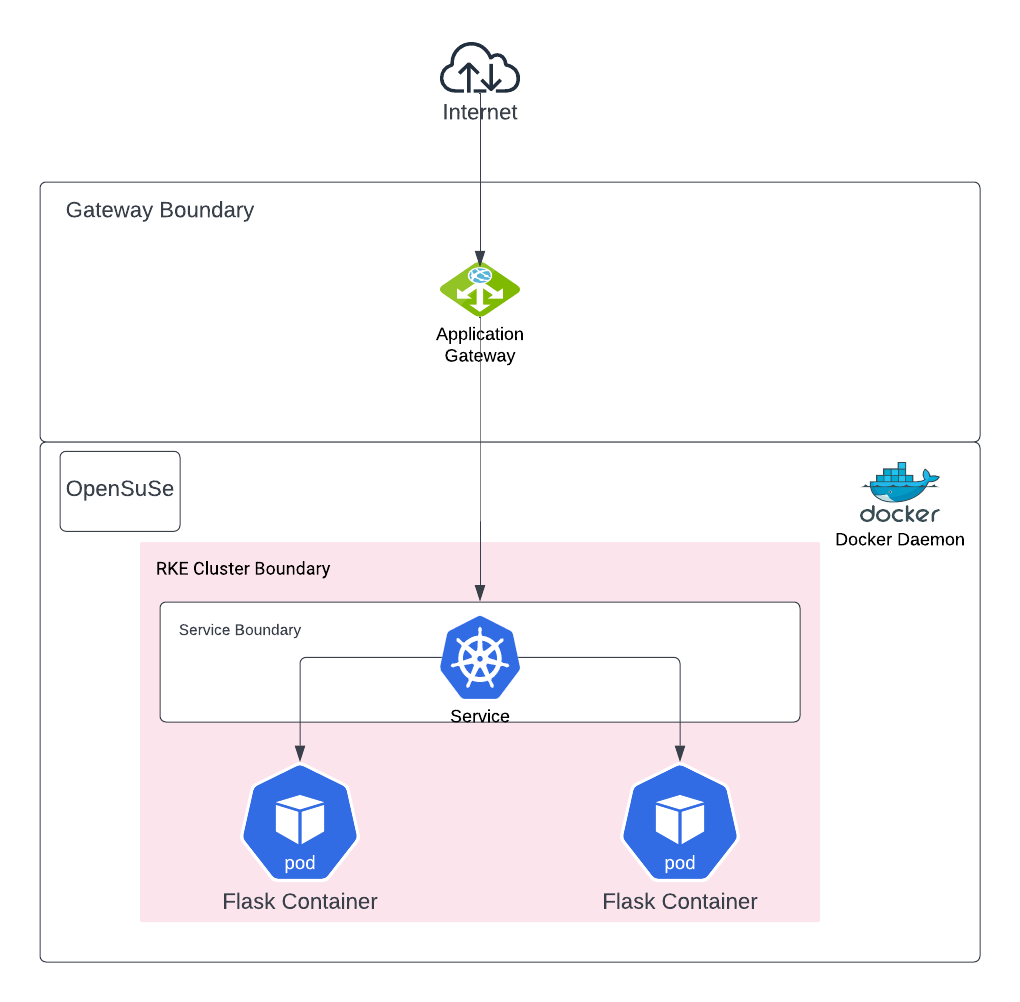 Internet
Gateway Boundary
Application
Gateway
OpenSuSe
docker
Docker Daemon
RKE Cluster Boundary
Service Boundary
Service
pod
pod
Flask Container
Flask Container